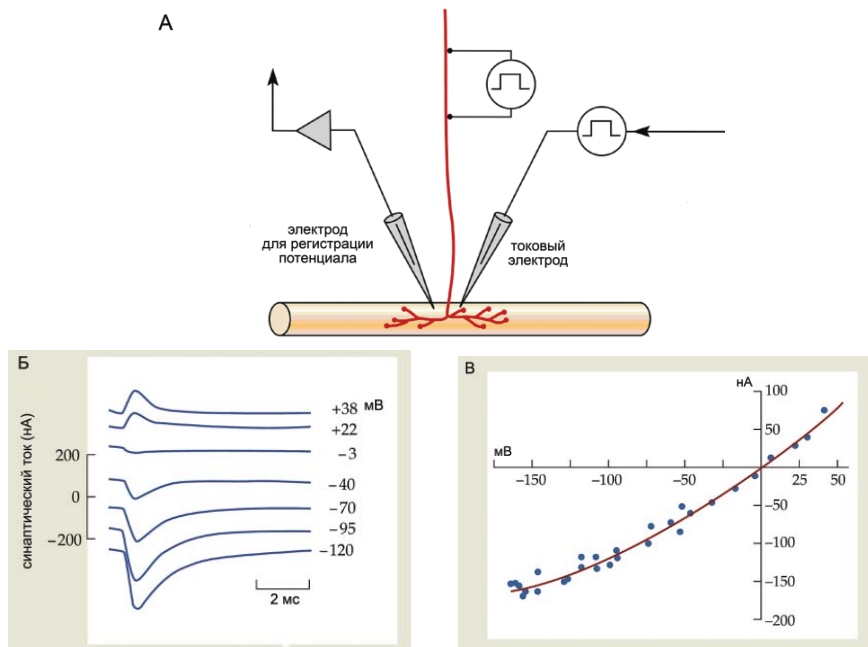 А
электрод
для регистрации
потенциала
токовый
электрод
Б
синаптический ток (нА)
200
0
−200
+38 мВ
+22
−3
−40
−70
−95
−120
2 мс
В
нА
мВ
100
50
−150
−100
−50
25
50
−50
−100
−150
−200